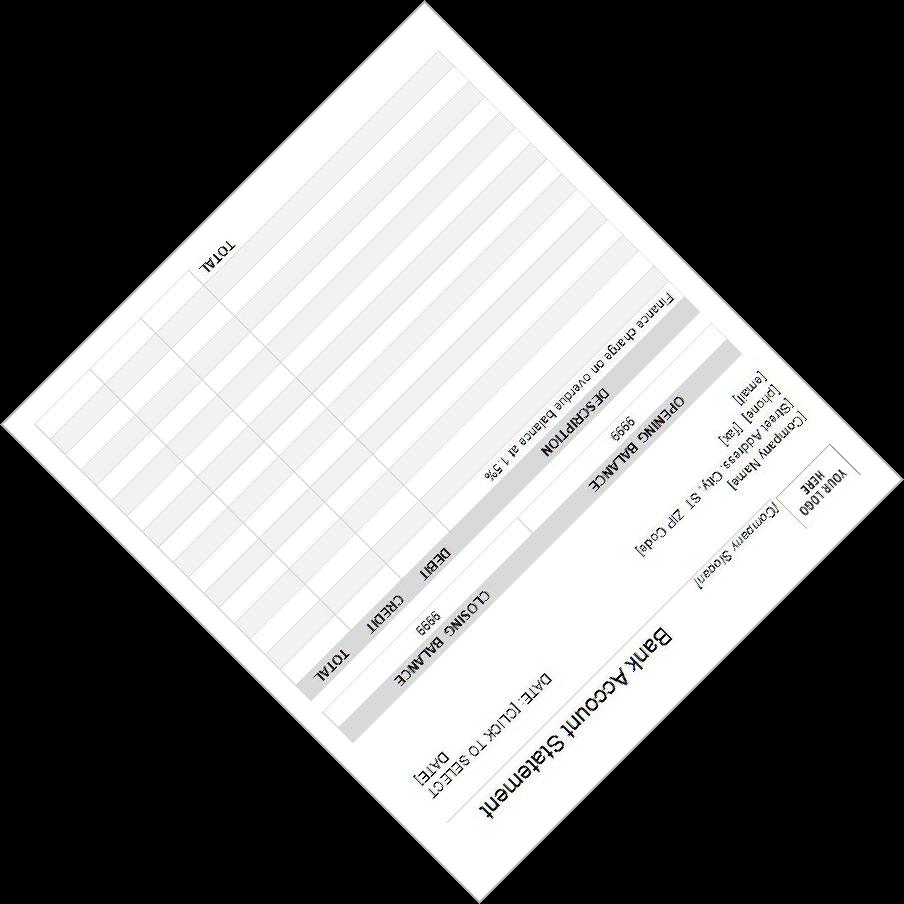 YOUR LOGO
HERE
Bank Account Statement
[Company Slogan]
[Company Name]
[Street Address, City, ST ZIP Code]
[phone] [fax]
[email]
DATE: [CLICK TO SELECT
DATE]
OPENING BALANCE CLOSING BALANCE
9999 9999
DESCRIPTION DEBIT CREDIT TOTAL
Finance charge on overdue balance at 1.5%
TOTAL